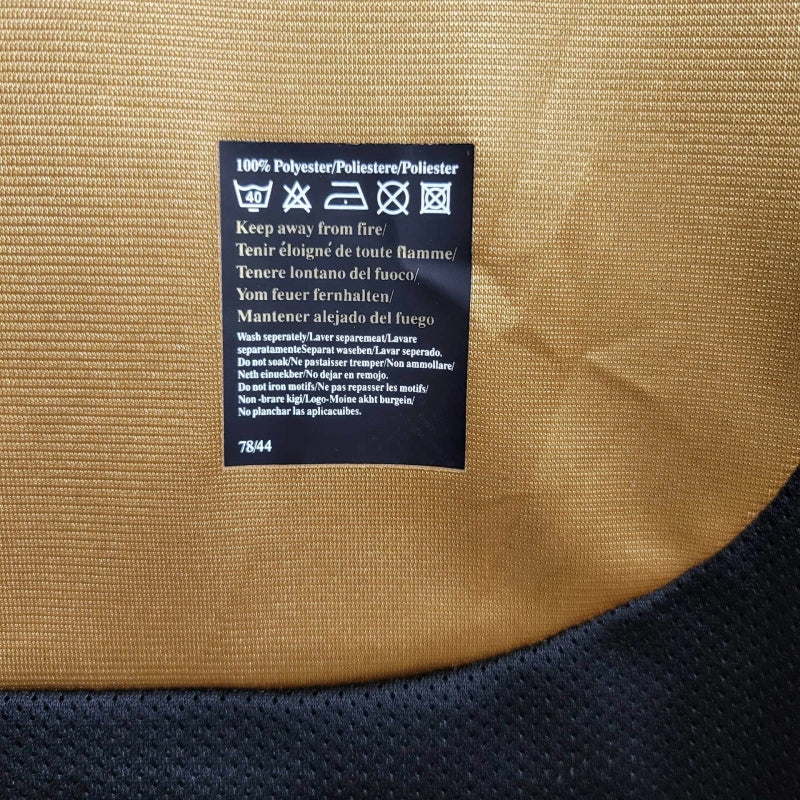 100% Polyester/Poliestere/Poliester
40
Keep away from fire/
Tenir éloigné de toute flamme/
Tenere lontano del fuoco/
Yom feuer fernhalten/
Mantener alejado del fuego
Wash seperately/Laver separemeat/Lavare
separatamenteSeparat waseben/Lavar seperado.
Do not soak/Ne pastaisser tremper/Non ammollare/
Neth einuekber/No dejar en remojo.
Do not iron motifs/Ne pas repasser les motifs/
Non -brare kigi/Logo-Moine akht burgein/
No planchar las aplicacuibes.
78/44